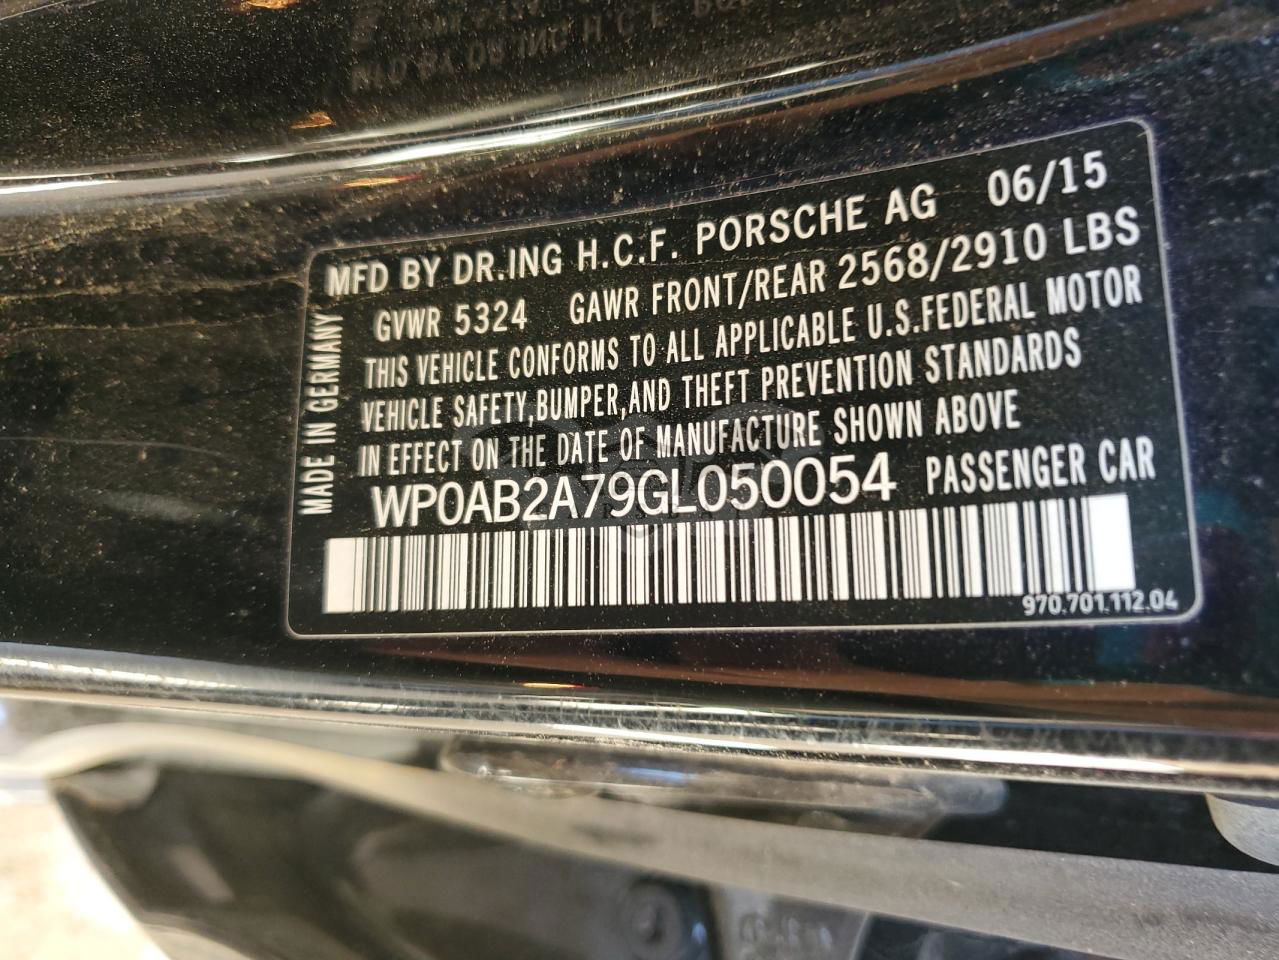 MFD BY DR.ING H.C.F. PORSCHE AG 06/15
GVWR 5324 GAWR FRONT/REAR 2568/2910 LBS
THIS VEHICLE CONFORMS TO ALL APPLICABLE U.S.FEDERAL MOTOR
VEHICLE SAFETY,BUMPER,AND THEFT PREVENTION STANDARDS
IN EFFECT ON THE DATE OF MANUFACTURE SHOWN ABOVE
WP0AB2A79GL050054 PASSENGER CAR
MADE IN GERMANY
970.701.112.04